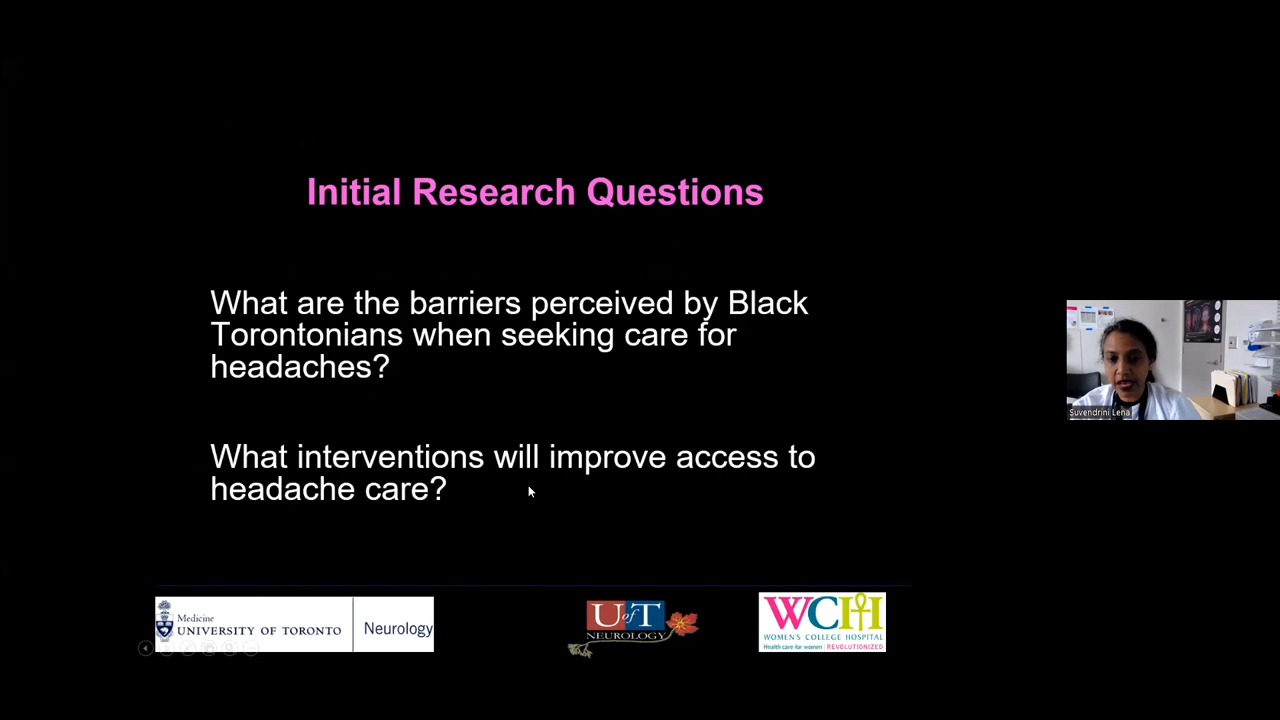 Initial Research Questions
What are the barriers perceived by Black
Torontonians when seeking care for
headaches?
What interventions will improve access to
headache care?
Suvendrini Lena
Medicine
UNIVERSITY OF TORONTO
Neurology
UofT
NEUROLOGY
WCH
WOMEN'S COLLEGE HOSPITAL
Health care for women | REVOLUTIONIZED